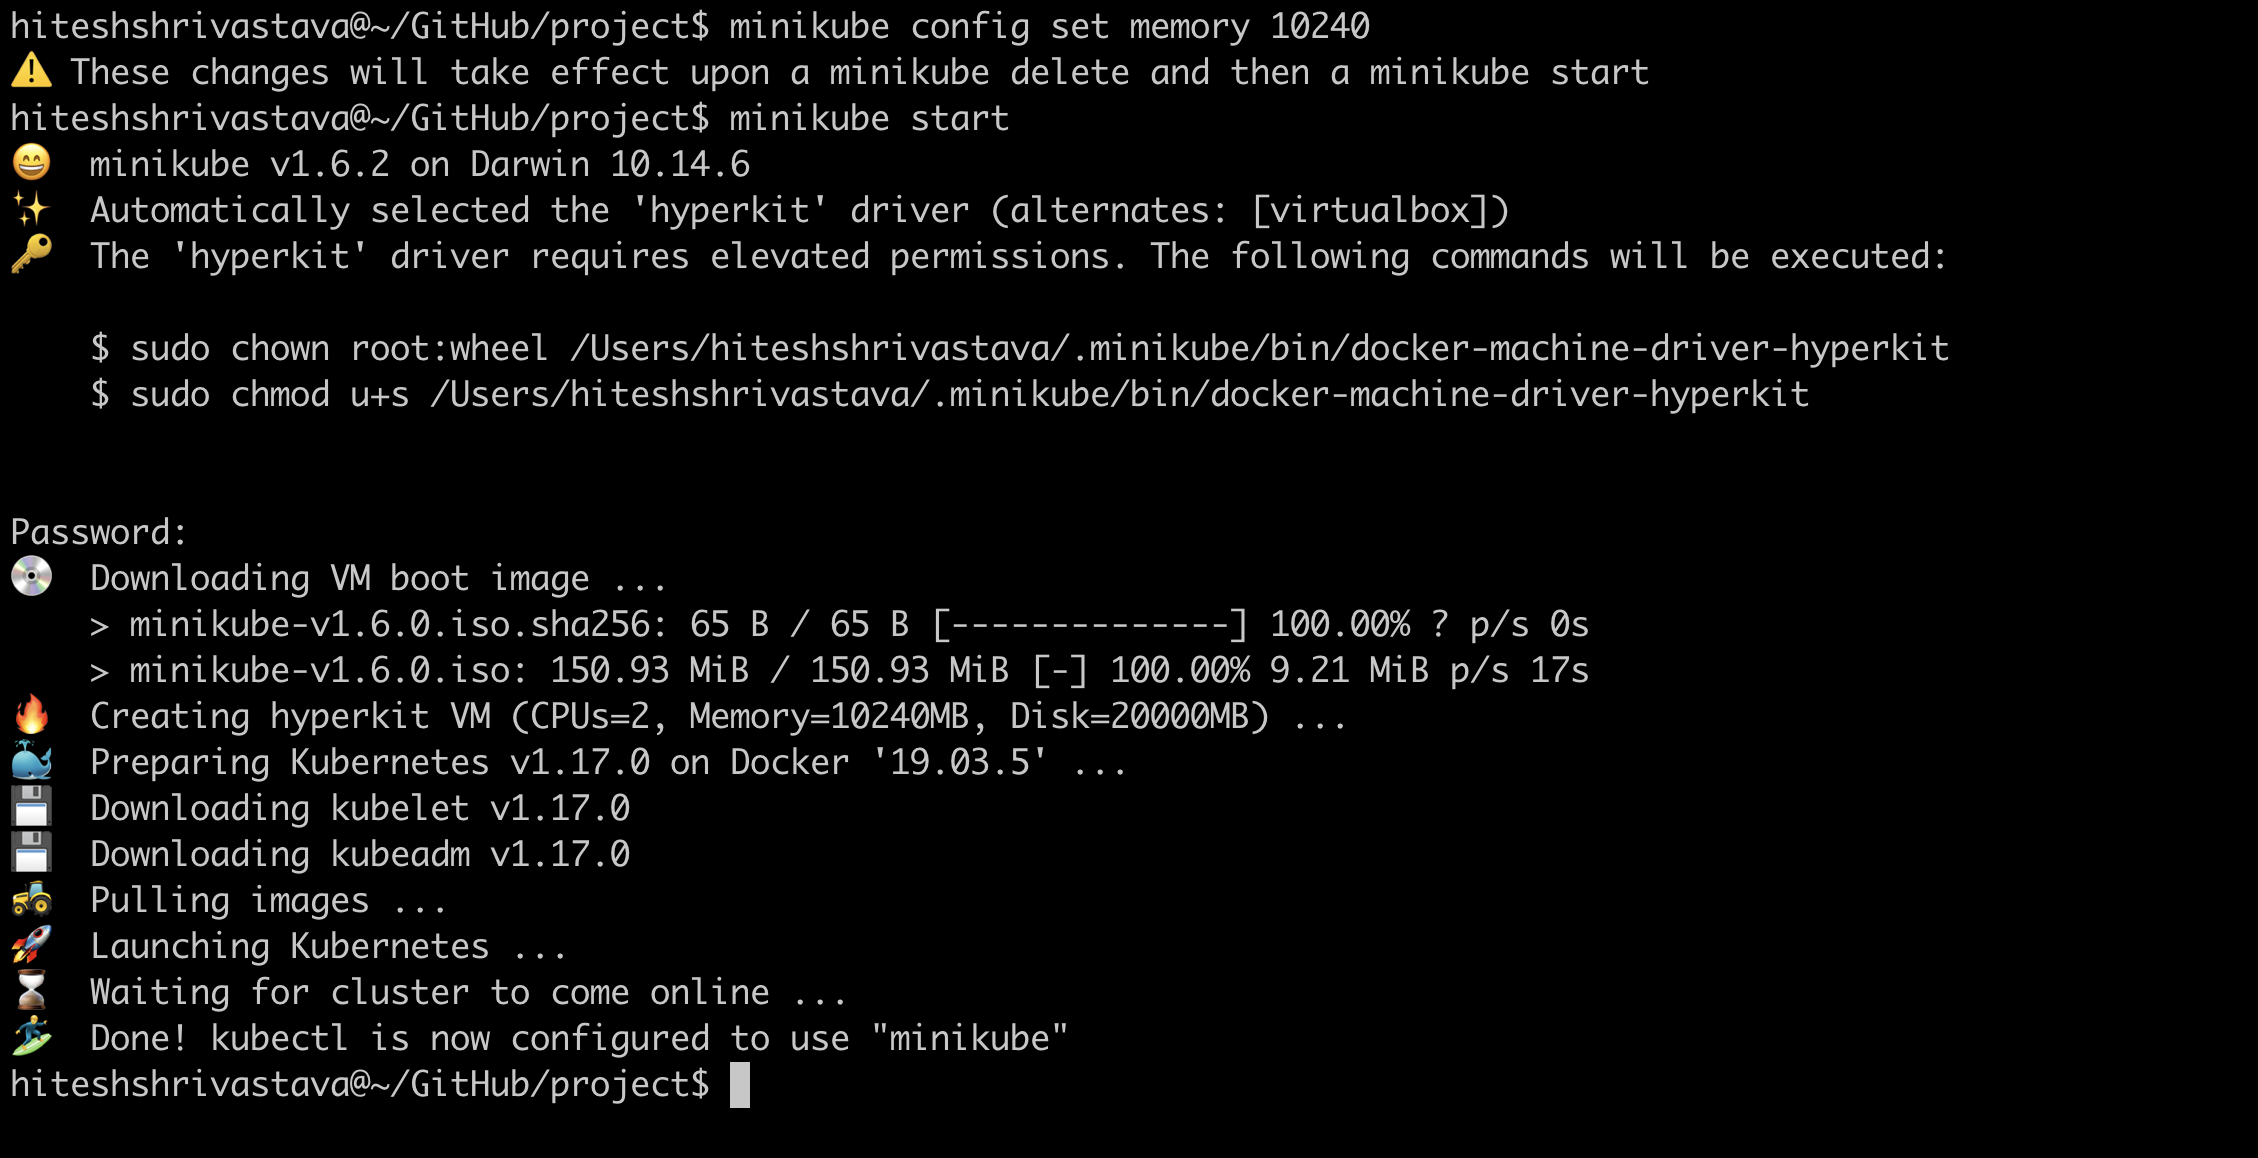 hiteshshrivastava@~/GitHub/project$ minikube config set memory 10240
⚠️ These changes will take effect upon a minikube delete and then a minikube start
hiteshshrivastava@~/GitHub/project$ minikube start
😄  minikube v1.6.2 on Darwin 10.14.6
✨  Automatically selected the 'hyperkit' driver (alternates: [virtualbox])
🔑  The 'hyperkit' driver requires elevated permissions. The following commands will be executed:
$ sudo chown root:wheel /Users/hiteshshrivastava/.minikube/bin/docker-machine-driver-hyperkit
$ sudo chmod u+s /Users/hiteshshrivastava/.minikube/bin/docker-machine-driver-hyperkit
Password:
💿  Downloading VM boot image ...
> minikube-v1.6.0.iso.sha256: 65 B / 65 B [--------------] 100.00% ? p/s 0s
> minikube-v1.6.0.iso: 150.93 MiB / 150.93 MiB [-] 100.00% 9.21 MiB p/s 17s
🔥  Creating hyperkit VM (CPUs=2, Memory=10240MB, Disk=20000MB) ...
🐳  Preparing Kubernetes v1.17.0 on Docker '19.03.5' ...
💾  Downloading kubelet v1.17.0
💾  Downloading kubeadm v1.17.0
🚜  Pulling images ...
🚀  Launching Kubernetes ...
⌛  Waiting for cluster to come online ...
🏄  Done! kubectl is now configured to use "minikube"
hiteshshrivastava@~/GitHub/project$